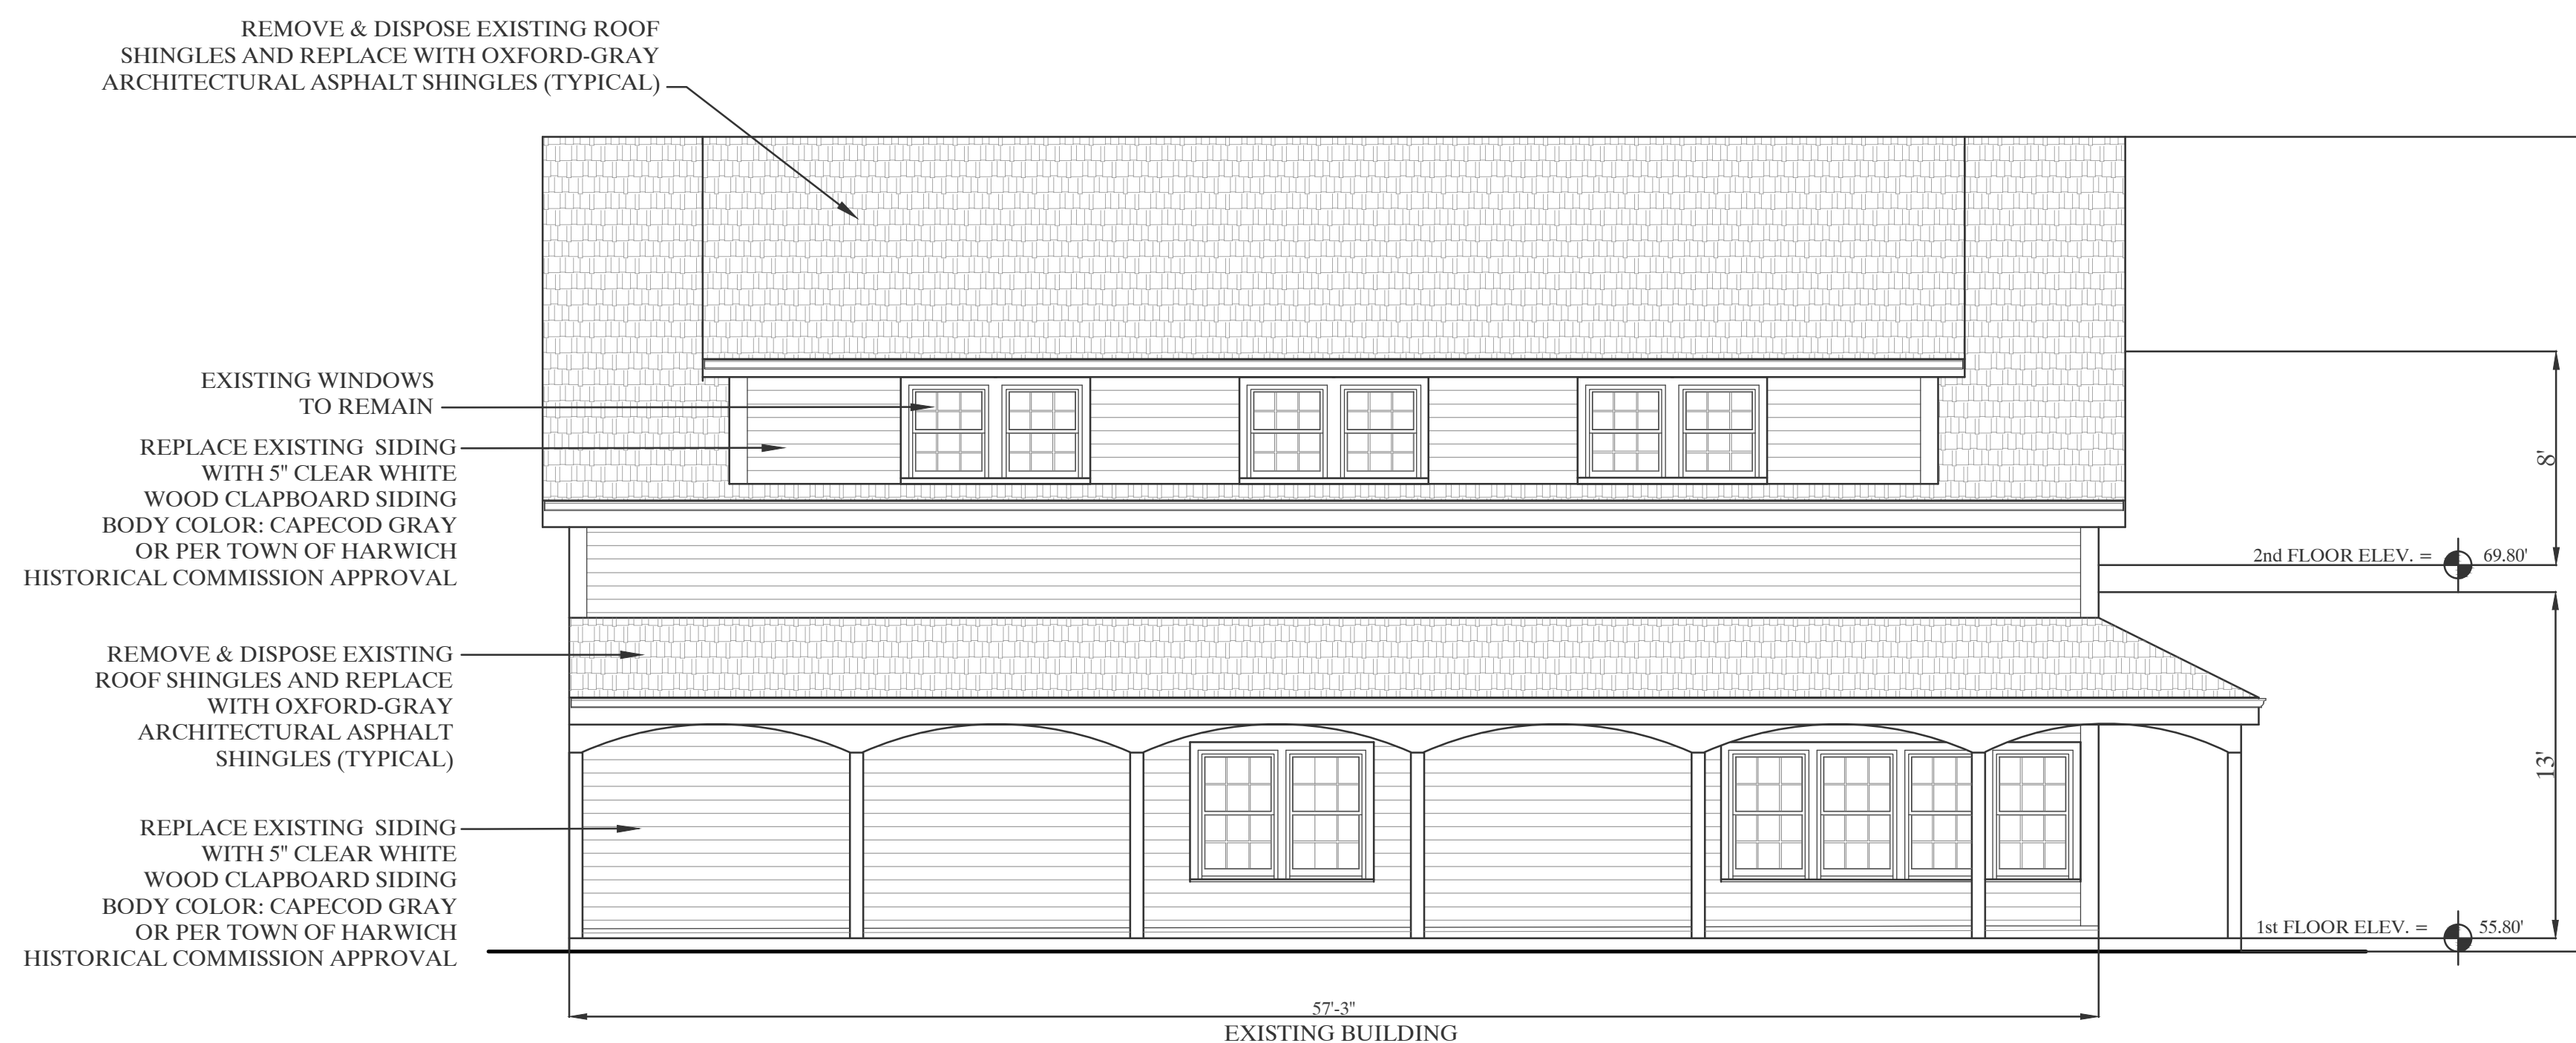 REMOVE & DISPOSE EXISTING ROOF
SHINGLES AND REPLACE WITH OXFORD-GRAY
ARCHITECTURAL ASPHALT SHINGLES (TYPICAL)
EXISTING WINDOWS
TO REMAIN
REPLACE EXISTING SIDING
WITH 5" CLEAR WHITE
WOOD CLAPBOARD SIDING
BODY COLOR: CAPECOD GRAY
OR PER TOWN OF HARWICH
HISTORICAL COMMISSION APPROVAL
8'
2nd FLOOR ELEV. = 69.80'
REMOVE & DISPOSE EXISTING
ROOF SHINGLES AND REPLACE
WITH OXFORD-GRAY
ARCHITECTURAL ASPHALT
SHINGLES (TYPICAL)
13'
REPLACE EXISTING SIDING
WITH 5" CLEAR WHITE
WOOD CLAPBOARD SIDING
BODY COLOR: CAPECOD GRAY
OR PER TOWN OF HARWICH
HISTORICAL COMMISSION APPROVAL
1st FLOOR ELEV. = 55.80'
57'-3"
EXISTING BUILDING